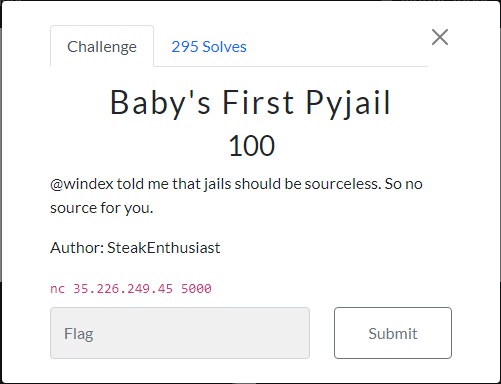 Challenge
295 Solves
Baby's First Pyjail
100
@windex told me that jails should be sourceless. So no
source for you.
Author: SteakEnthusiast
nc 35.226.249.45 5000
Flag
Submit